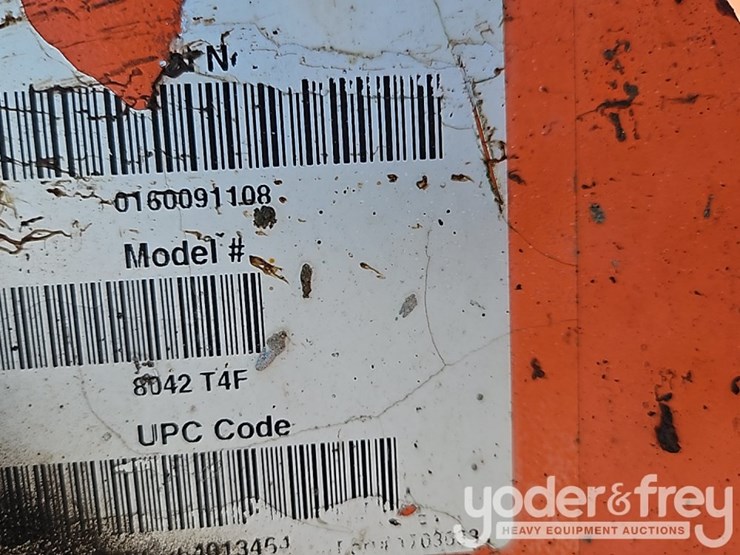 0160091108
Model #
8042 T4F
UPC Code
yoder&frey
HEAVY EQUIPMENT AUCTIONS